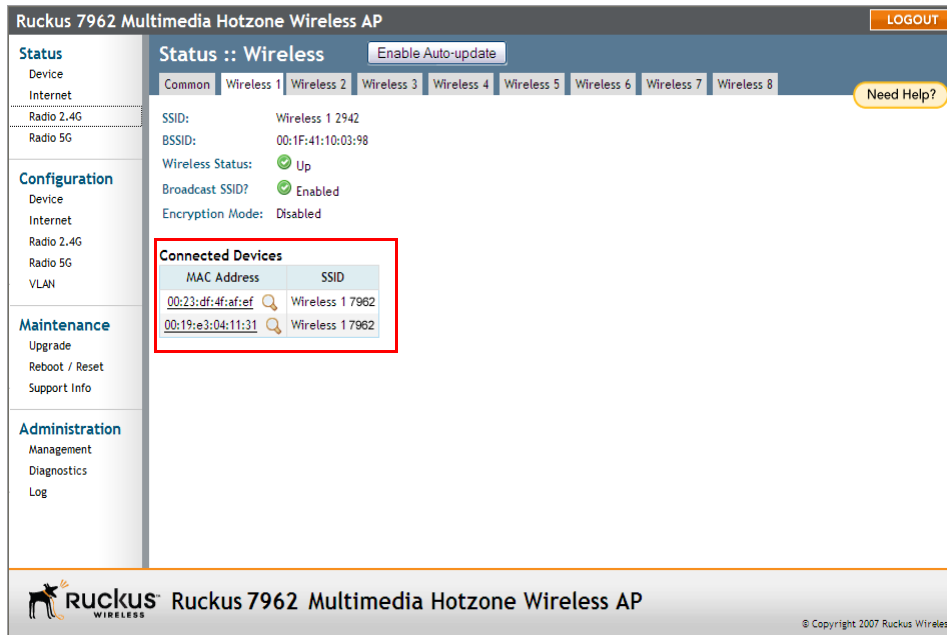 Ruckus 7962 Multimedia Hotzone Wireless AP
LOGOUT
Status
Device
Internet
Radio 2.4G
Radio 5G
Configuration
Device
Internet
Radio 2.4G
Radio 5G
VLAN
Maintenance
Upgrade
Reboot / Reset
Support Info
Administration
Management
Diagnostics
Log
Status :: Wireless
Enable Auto-update
Common Wireless 1 Wireless 2 Wireless 3 Wireless 4 Wireless 5 Wireless 6 Wireless 7 Wireless 8
Need Help?
SSID: Wireless 1 2942
BSSID: 00:1F:41:10:03:98
Wireless Status: Up
Broadcast SSID? Enabled
Encryption Mode: Disabled
Connected Devices
MAC Address SSID
00:23:df:4f:af:ef Wireless 1 7962
00:19:e3:04:11:31 Wireless 1 7962
RUCKUS™
WIRELESS
Ruckus 7962 Multimedia Hotzone Wireless AP
© Copyright 2007 Ruckus Wireles